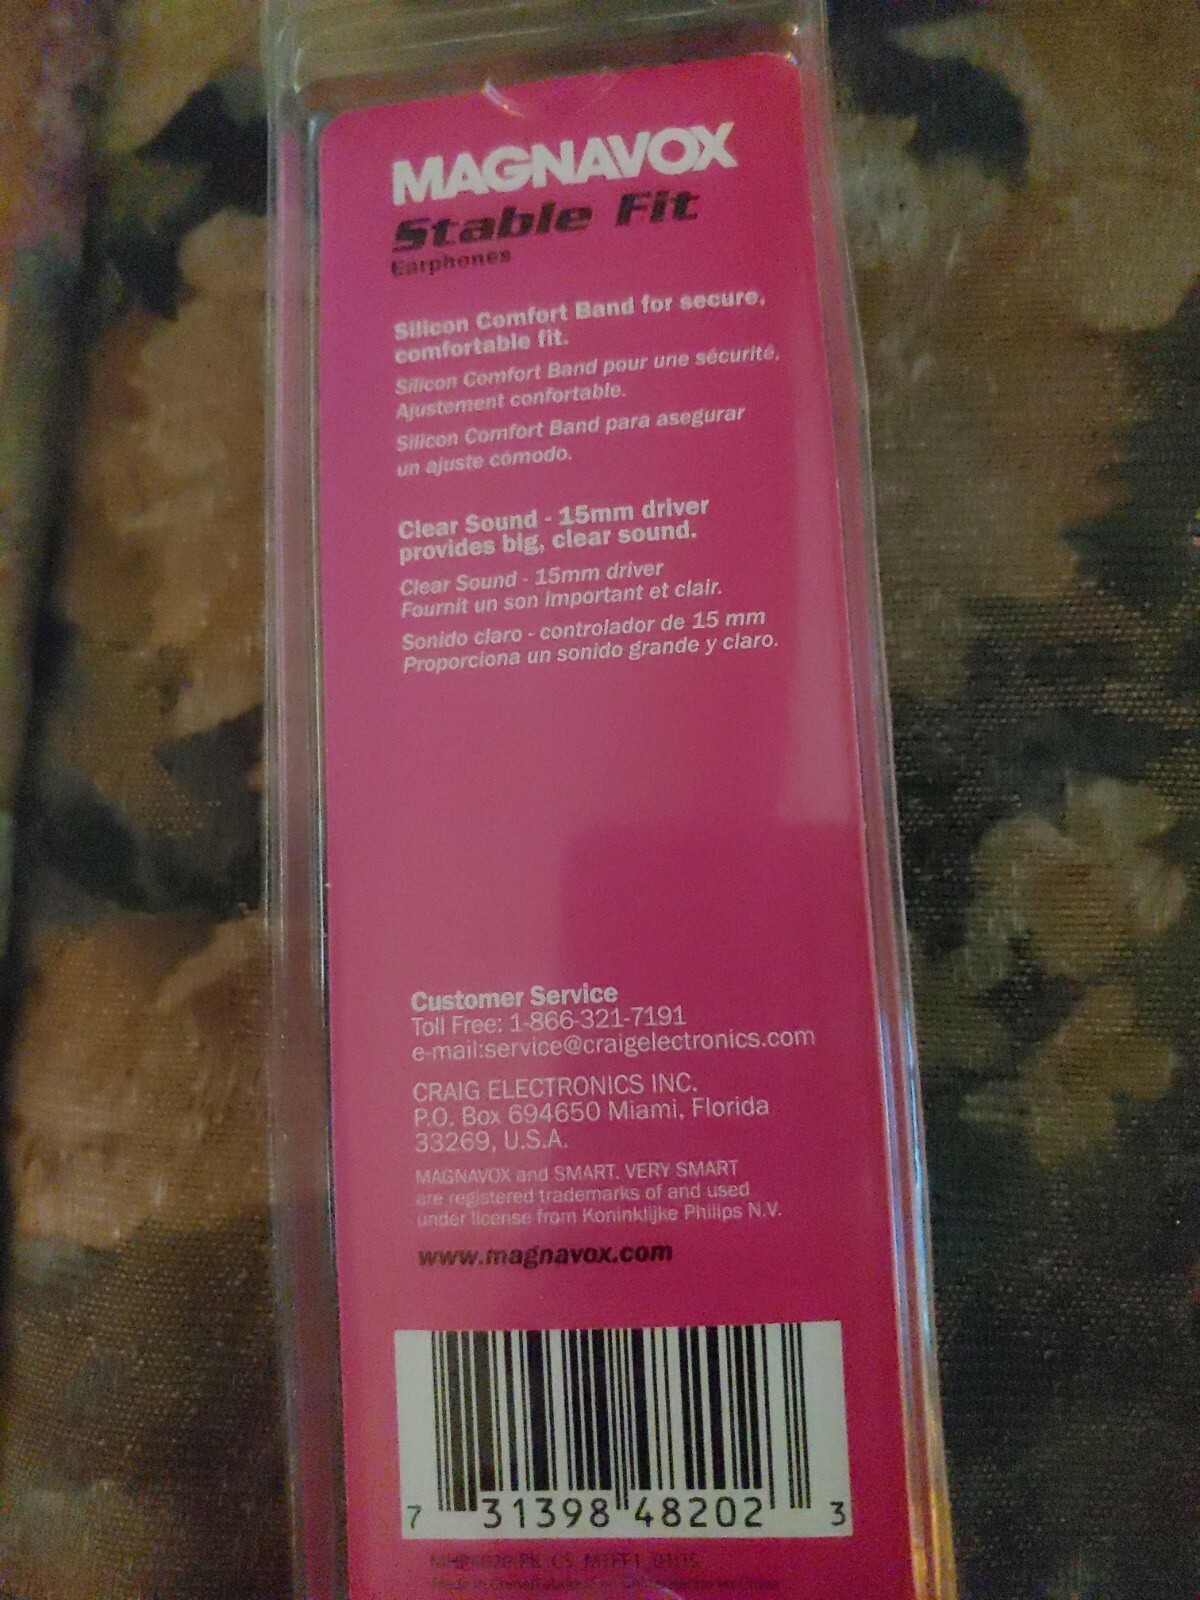 MAGNAVOX
Stable Fit
Earphones
Silicon Comfort Band for secure,
comfortable fit.
Silicon Comfort Band pour une sécurité,
Ajustement confortable.
Silicon Comfort Band para asegurar
un ajuste cómodo.
Clear Sound - 15mm driver
provides big, clear sound.
Clear Sound - 15mm driver
Fournit un son important et clair.
Sonido claro - controlador de 15 mm
Proporciona un sonido grande y claro.
Customer Service
Toll Free: 1-866-321-7191
e-mail:service@craigelectronics.com
CRAIG ELECTRONICS INC.
P.O. Box 694650 Miami, Florida
33269, U.S.A.
MAGNAVOX and SMART. VERY SMART
are registered trademarks of and used
under license from Koninklijke Philips N.V.
www.magnavox.com
7 31398 48202 3
Made in China